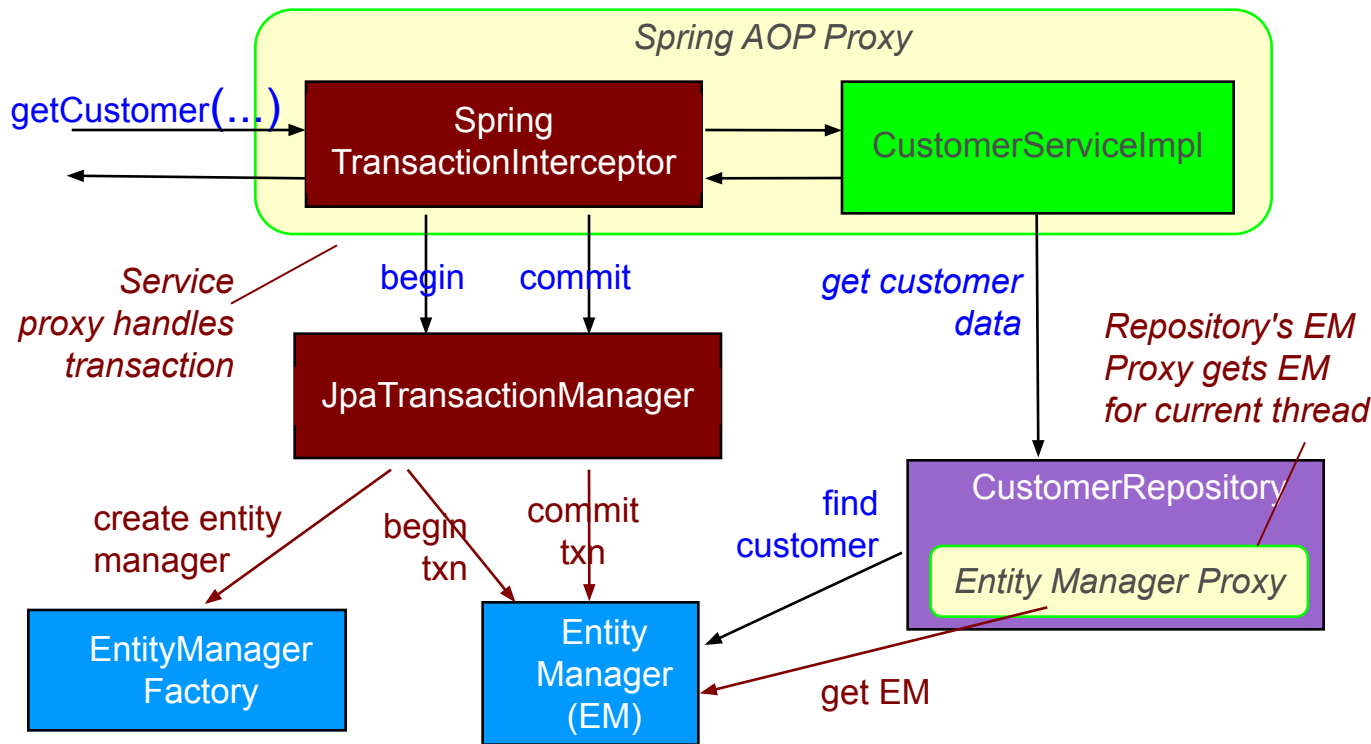 Spring AOP Proxy
getCustomer(...)
Spring
TransactionInterceptor
CustomerServiceImpl
Service
proxy handles
transaction
begin
commit
get customer
data
Repository's EM
Proxy gets EM
for current thread
JpaTransactionManager
CustomerRepository
Entity Manager Proxy
create entity
manager
begin
txn
commit
txn
find
customer
EntityManager
Factory
Entity
Manager
(EM)
get EM